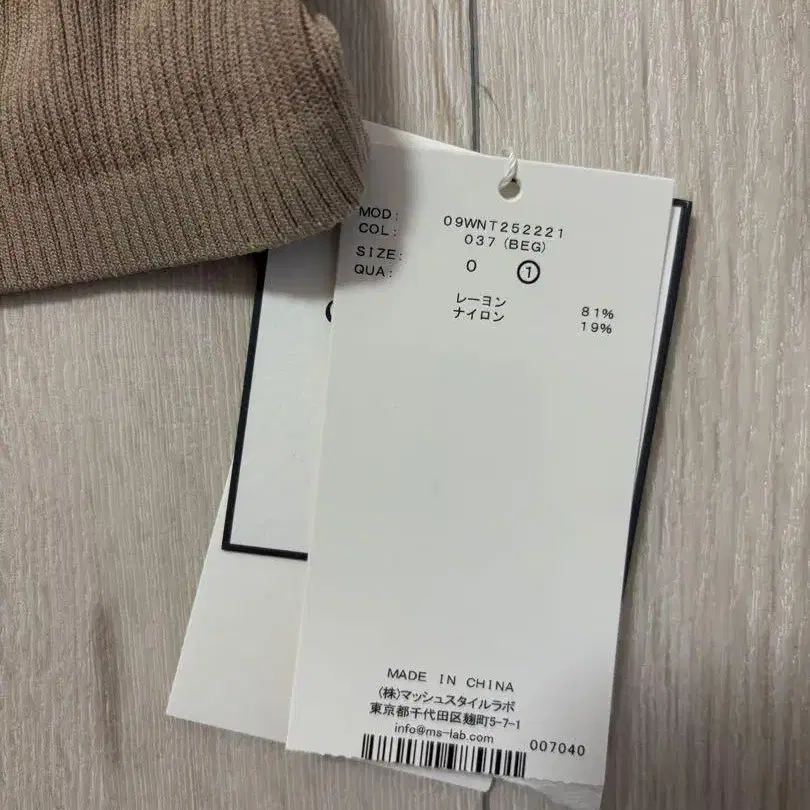 MOD: 09WNT252221
COL: 037 (BEG)
SIZE: 0 ①
QUA:
レーヨン 81%
ナイロン 19%
MADE IN CHINA
(株)マッシュスタイルラボ
東京都千代田区麹町5-7-1
info@ms-lab.com
007040